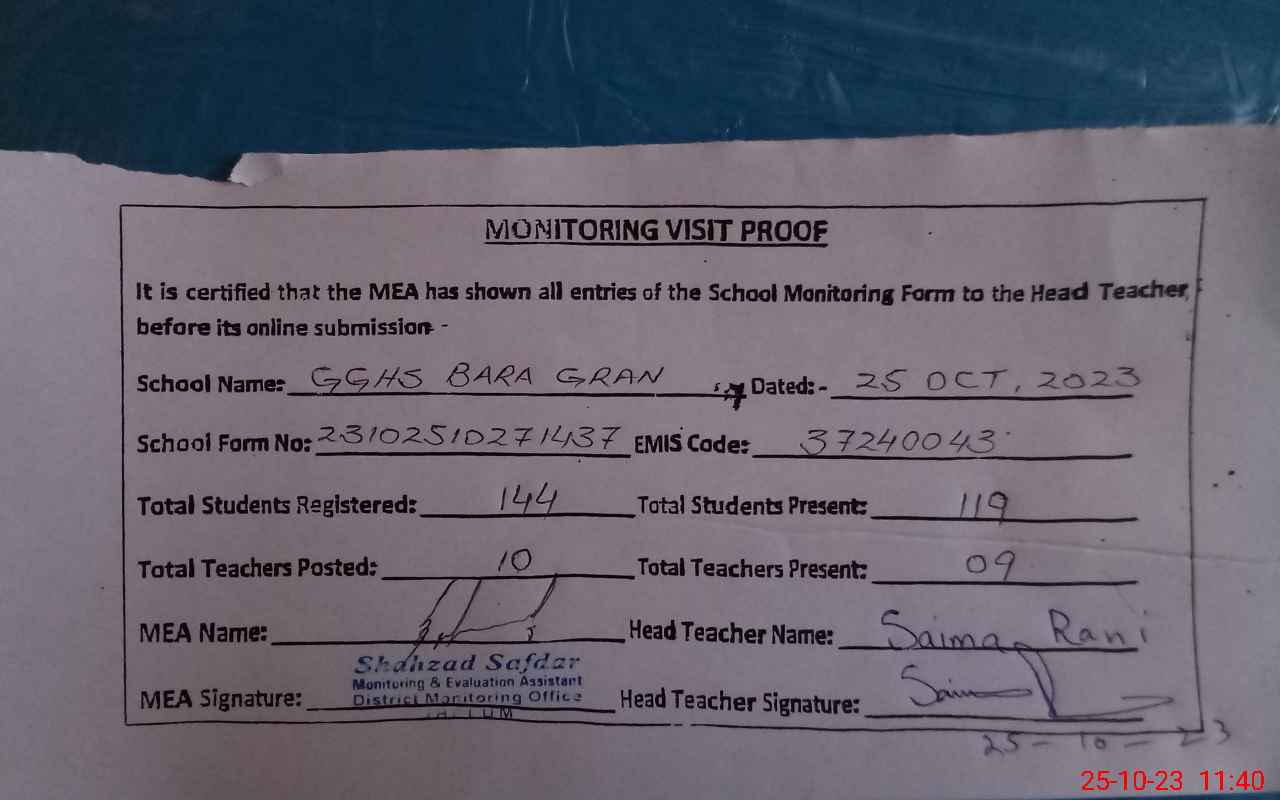 MONITORING VISIT PROOF
It is certified that the MEA has shown all entries of the School Monitoring Form to the Head Teacher
before its online submission -
School Name: GGHS BARA GRAN Dated:- 25 OCT, 2023
School Form No: 23102510271437 EMIS Code: 37240043
Total Students Registered: 144 Total Students Present: 119
Total Teachers Posted: 10 Total Teachers Present: 09
MEA Name: Head Teacher Name: Saima Rani
Shahzad Safdar
Monitoring & Evaluation Assistant
MEA Signature: District Monitoring Office Head Teacher Signature: Saima
25-10-23
25-10-23 11:40